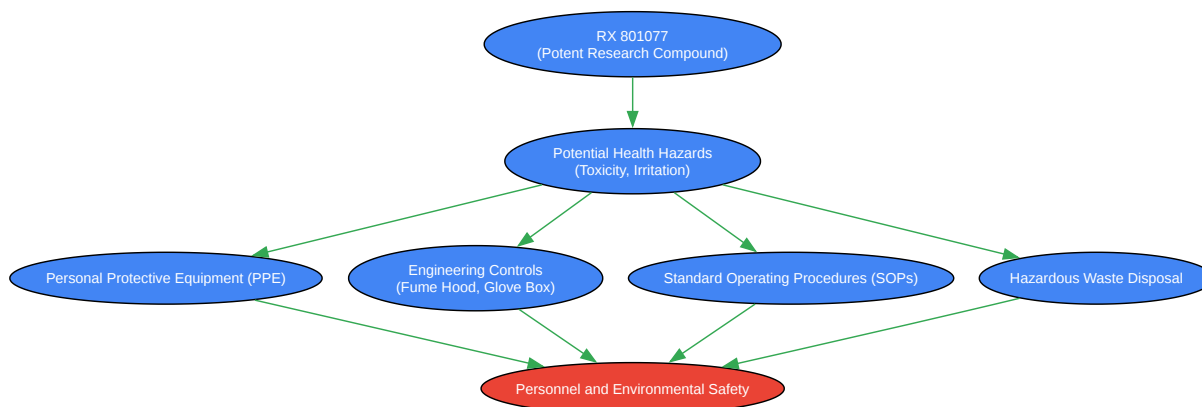 RX 801077
(Potent Research Compound)
Potential Health Hazards
(Toxicity, Irritation)
Personal Protective Equipment (PPE)
Engineering Controls
(Fume Hood, Glove Box)
Standard Operating Procedures (SOPs)
Hazardous Waste Disposal
Personnel and Environmental Safety